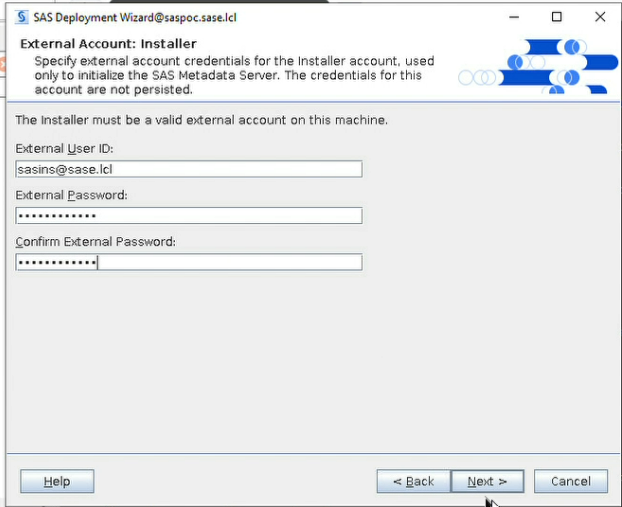 SAS Deployment Wizard@saspoc.sase.lcl
External Account: Installer
Specify external account credentials for the Installer account, used
only to initialize the SAS Metadata Server. The credentials for this
account are not persisted.
The Installer must be a valid external account on this machine.
External User ID:
sasins@sase.lcl
External Password:
••••••••••••
Confirm External Password:
••••••••••••
Help
< Back
Next >
Cancel